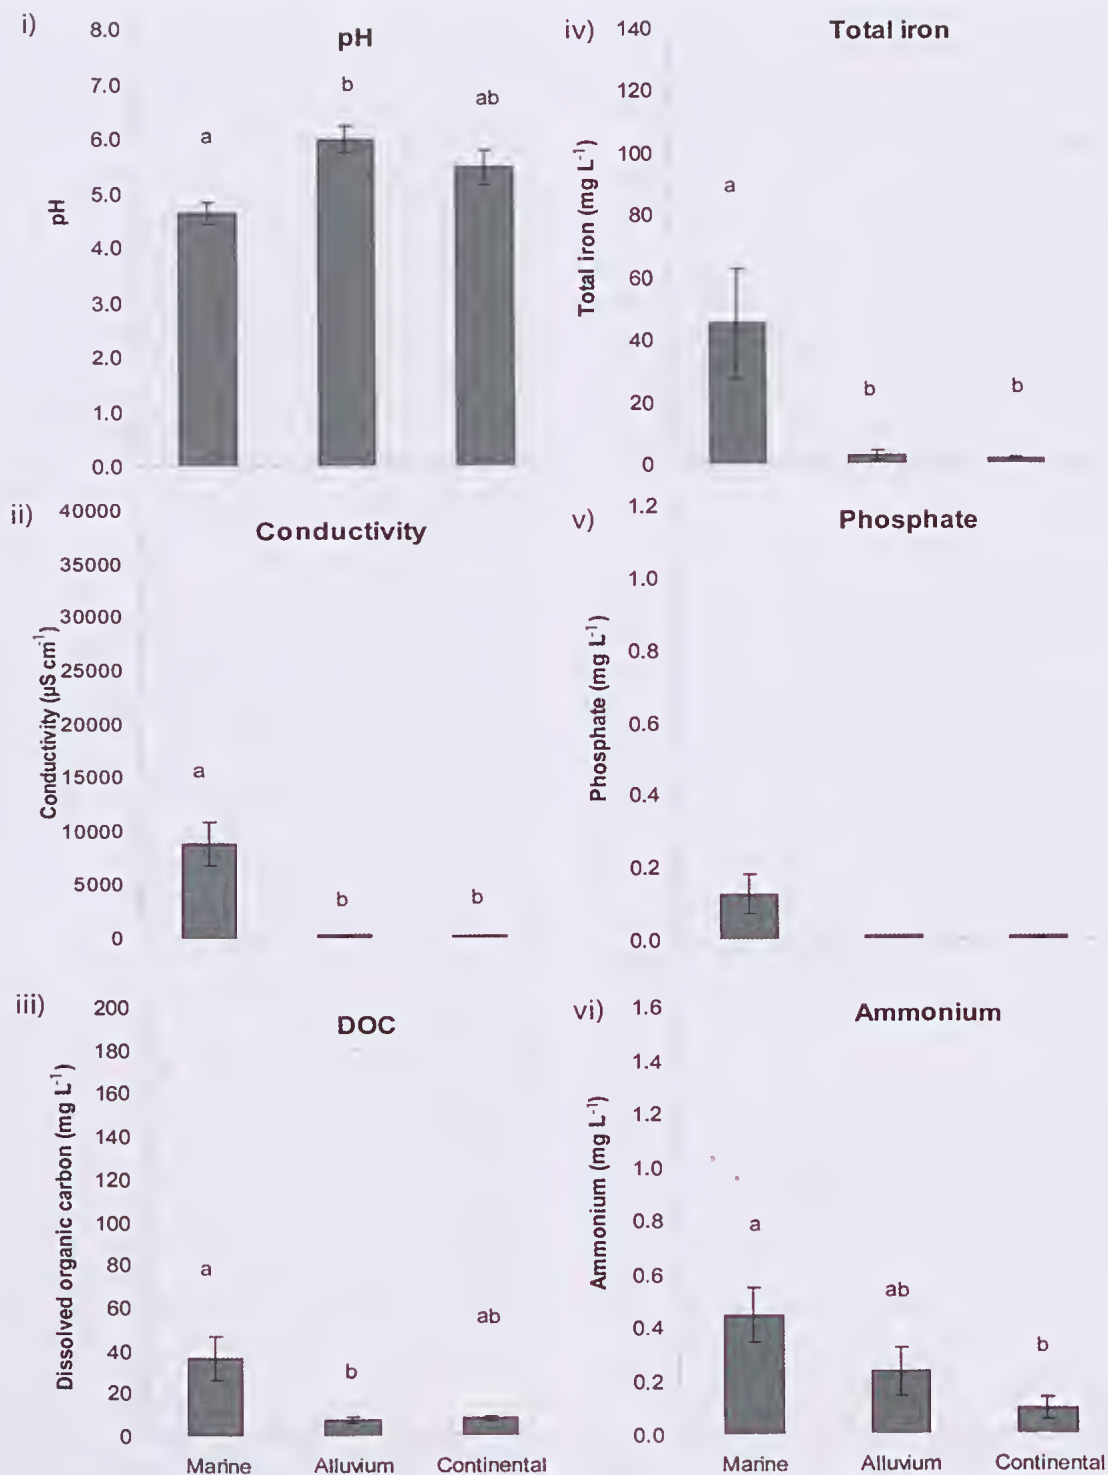 i)
pH
8.0
7.0
6.0
5.0
4.0
3.0
2.0
1.0
0.0
pH
a
b
ab
ii)
Conductivity
40000
35000
30000
25000
20000
15000
10000
5000
0
Conductivity (µS cm⁻¹)
a
b
b
iii)
DOC
200
180
160
140
120
100
80
60
40
20
0
Dissolved organic carbon (mg L⁻¹)
a
b
ab
Marine Alluvium Continental
iv)
Total iron
140
120
100
80
60
40
20
0
Total iron (mg L⁻¹)
a
b
b
v)
Phosphate
1.2
1.0
0.8
0.6
0.4
0.2
0.0
Phosphate (mg L⁻¹)
vi)
Ammonium
1.6
1.4
1.2
1.0
0.8
0.6
0.4
0.2
0.0
Ammonium (mg L⁻¹)
a
ab
b
Marine Alluvium Continental